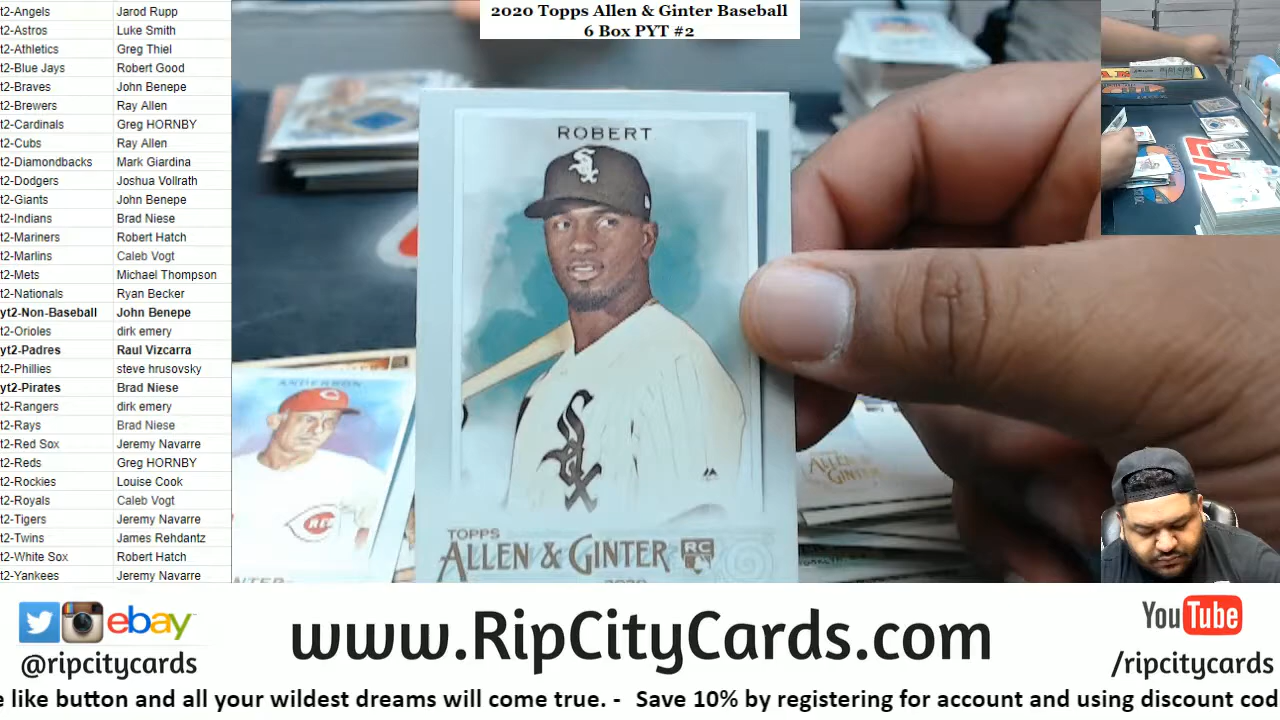 2020 Topps Allen & Ginter Baseball
6 Box PYT #2
t2-Angels Jarod Rupp
t2-Astros Luke Smith
t2-Athletics Greg Thiel
t2-Blue Jays Robert Good
t2-Braves John Benepe
t2-Brewers Ray Allen
t2-Cardinals Greg HORNBY
t2-Cubs Ray Allen
t2-Diamondbacks Mark Giardina
t2-Dodgers Joshua Vollrath
t2-Giants John Benepe
t2-Indians Brad Niese
t2-Mariners Robert Hatch
t2-Marlins Caleb Vogt
t2-Mets Michael Thompson
t2-Nationals Ryan Becker
yt2-Non-Baseball John Benepe
t2-Orioles dirk emery
yt2-Padres Raul Vizcarra
t2-Phillies steve hrusovsky
yt2-Pirates Brad Niese
t2-Rangers dirk emery
t2-Rays Brad Niese
t2-Red Sox Jeremy Navarre
t2-Reds Greg HORNBY
t2-Rockies Louise Cook
t2-Royals Caleb Vogt
t2-Tigers Jeremy Navarre
t2-Twins James Rehdantz
t2-White Sox Robert Hatch
t2-Yankees Jeremy Navarre
ROBERT
Sox
Sox
TOPPS
ALLEN & GINTER RC
ANDERSON
REDS
ALLEN &
GINTER
ebay
@ripcitycards
www.RipCityCards.com
YouTube
/ripcitycards
e like button and all your wildest dreams will come true. - Save 10% by registering for account and using discount cod